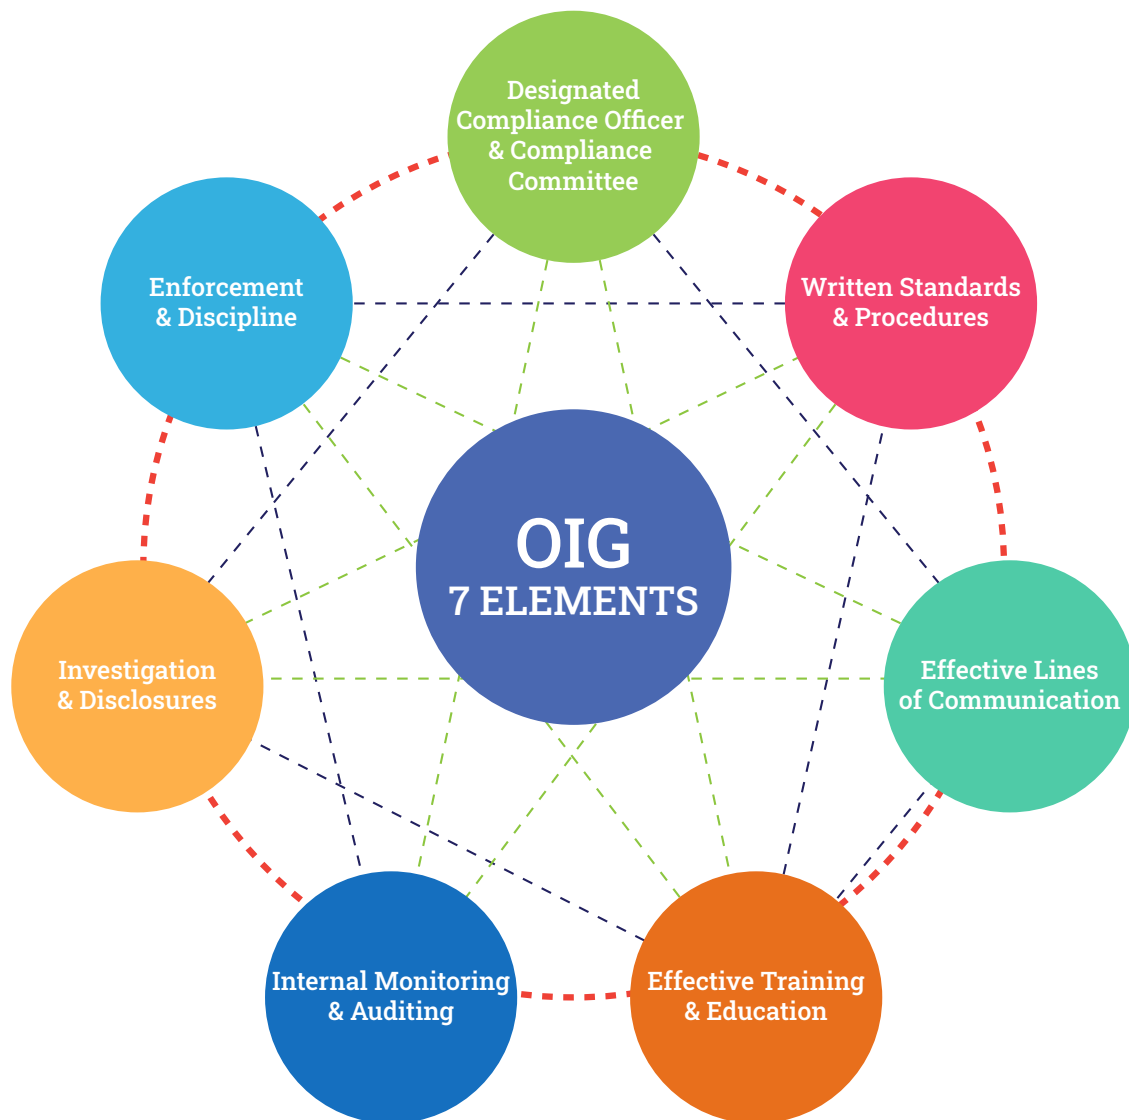 Designated
Compliance Officer
& Compliance
Committee
Written Standards
& Procedures
Effective Lines
of Communication
Effective Training
& Education
Internal Monitoring
& Auditing
Investigation
& Disclosures
Enforcement
& Discipline
OIG
7 ELEMENTS